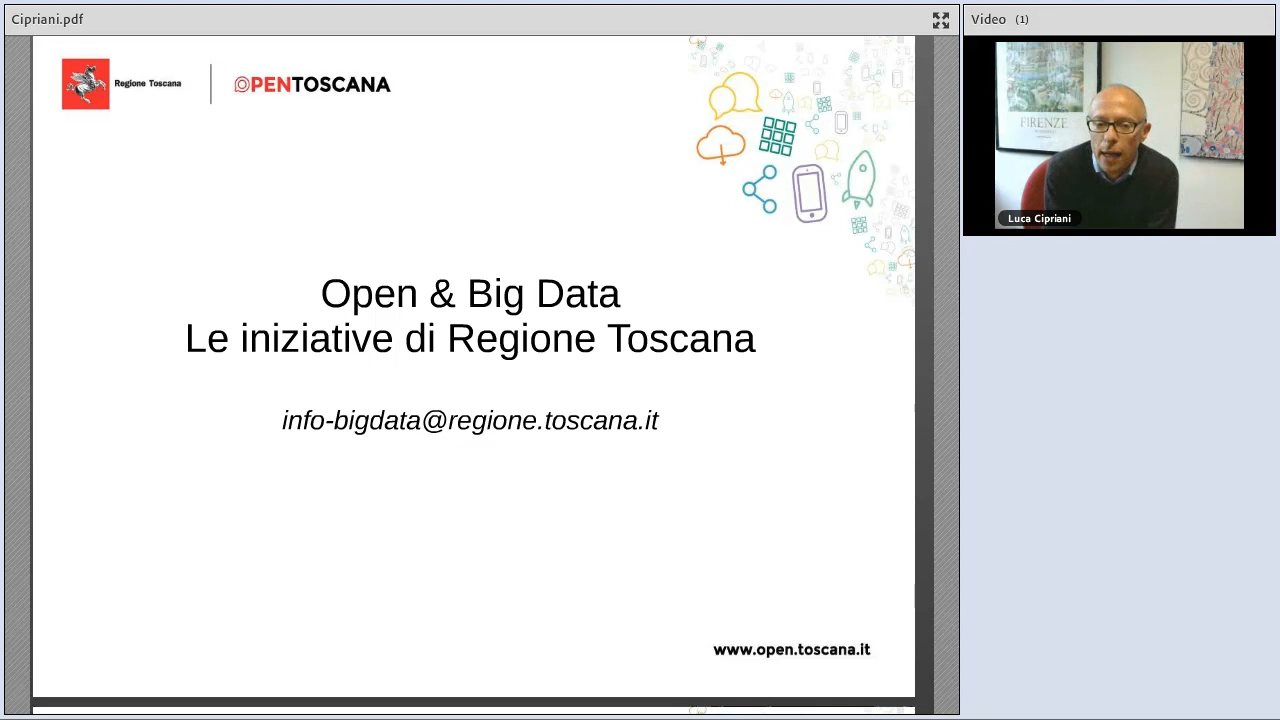 Cipriani.pdf
Video (1)
Regione Toscana
OPENTOSCANA
FIRENZE
Luca Cipriani
Open & Big Data
Le iniziative di Regione Toscana
info-bigdata@regione.toscana.it
www.open.toscana.it